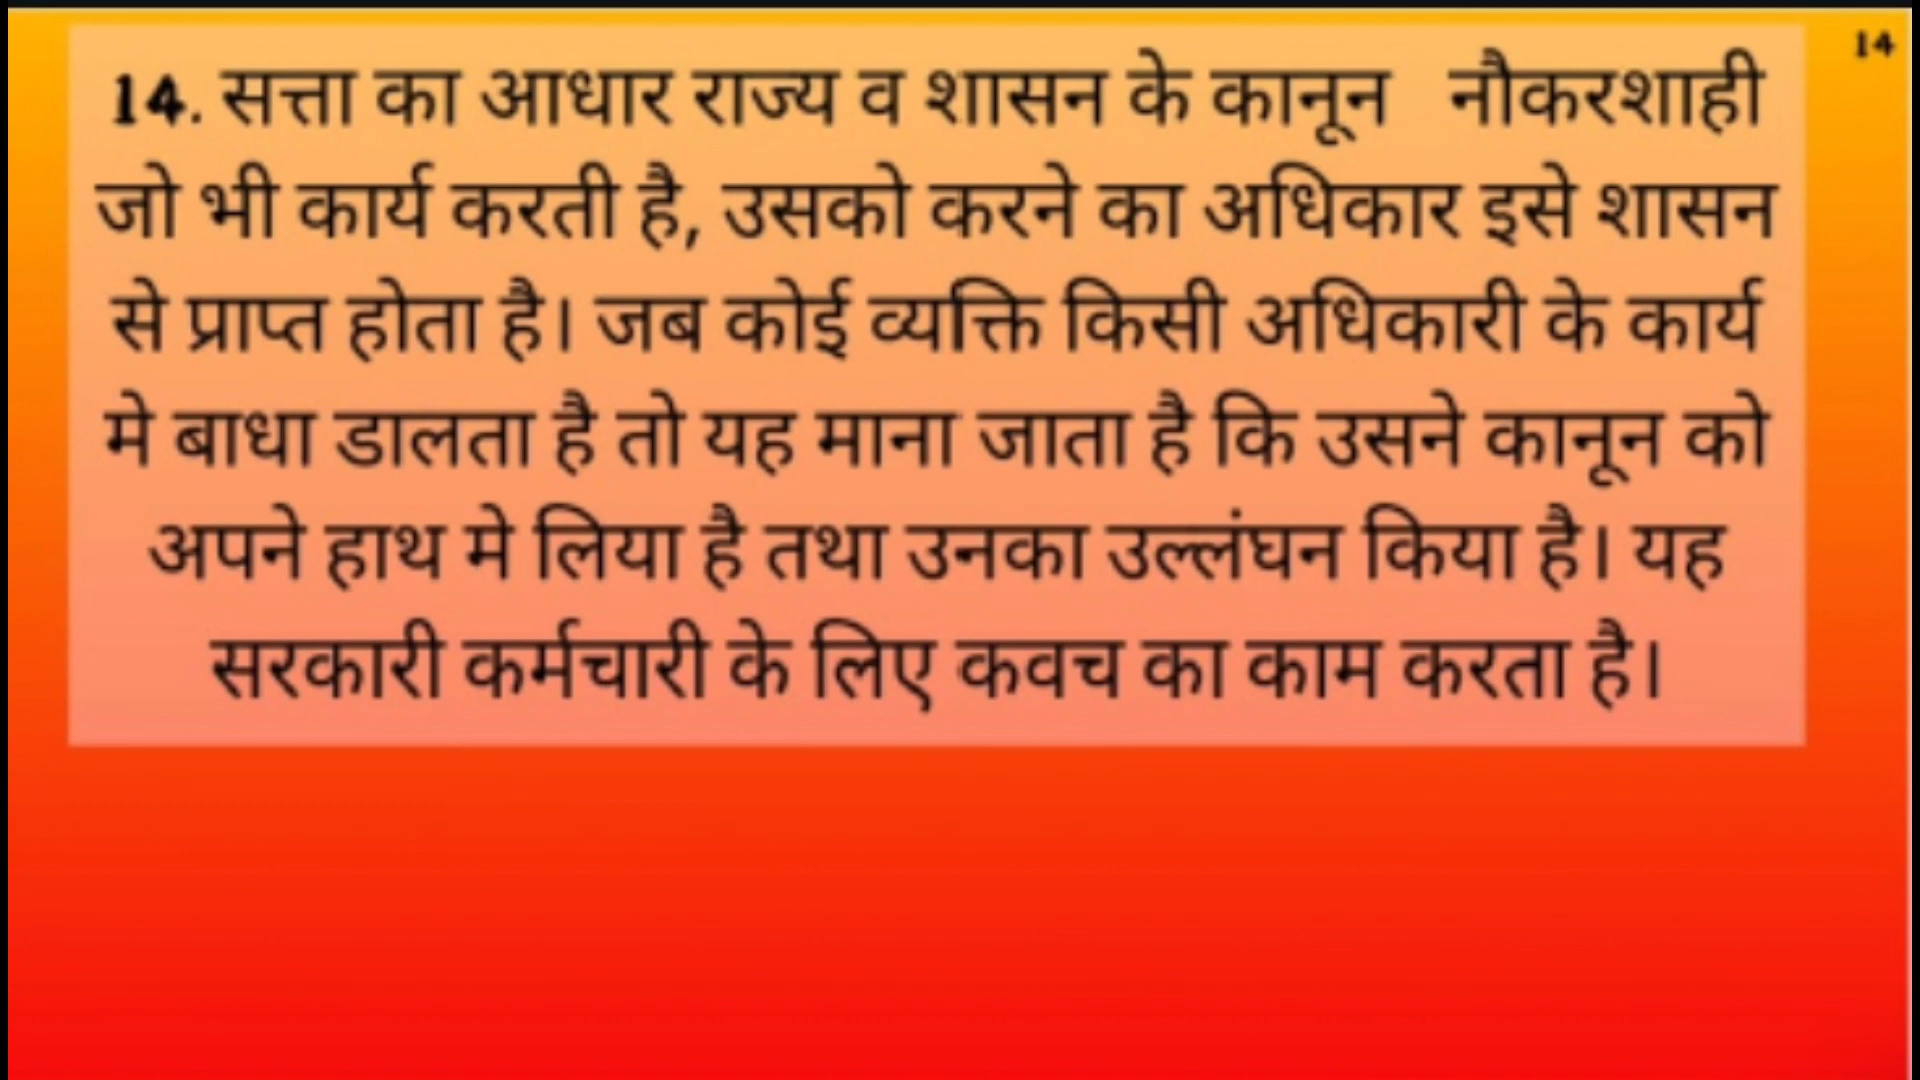 14
14. सत्ता का आधार राज्य व शासन के कानून नौकरशाही
जो भी कार्य करती है, उसको करने का अधिकार इसे शासन
से प्राप्त होता है। जब कोई व्यक्ति किसी अधिकारी के कार्य
मे बाधा डालता है तो यह माना जाता है कि उसने कानून को
अपने हाथ मे लिया है तथा उनका उल्लंघन किया है। यह
सरकारी कर्मचारी के लिए कवच का काम करता है।